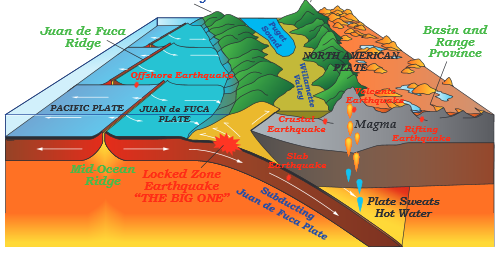 Juan de Fuca
Ridge
Puget
Sound
Basin and
Range
Province
NORTH AMERICAN
PLATE
Offshore Earthquake
Willamette
Valley
Volcanic
Earthquake
PACIFIC PLATE
JUAN de FUCA
PLATE
Crustal
Earthquake
Magma
Rifting
Earthquake
Mid-Ocean
Ridge
Locked Zone
Earthquake
“THE BIG ONE”
Slab
Earthquake
Subducting
Juan de Fuca Plate
Plate Sweats
Hot Water